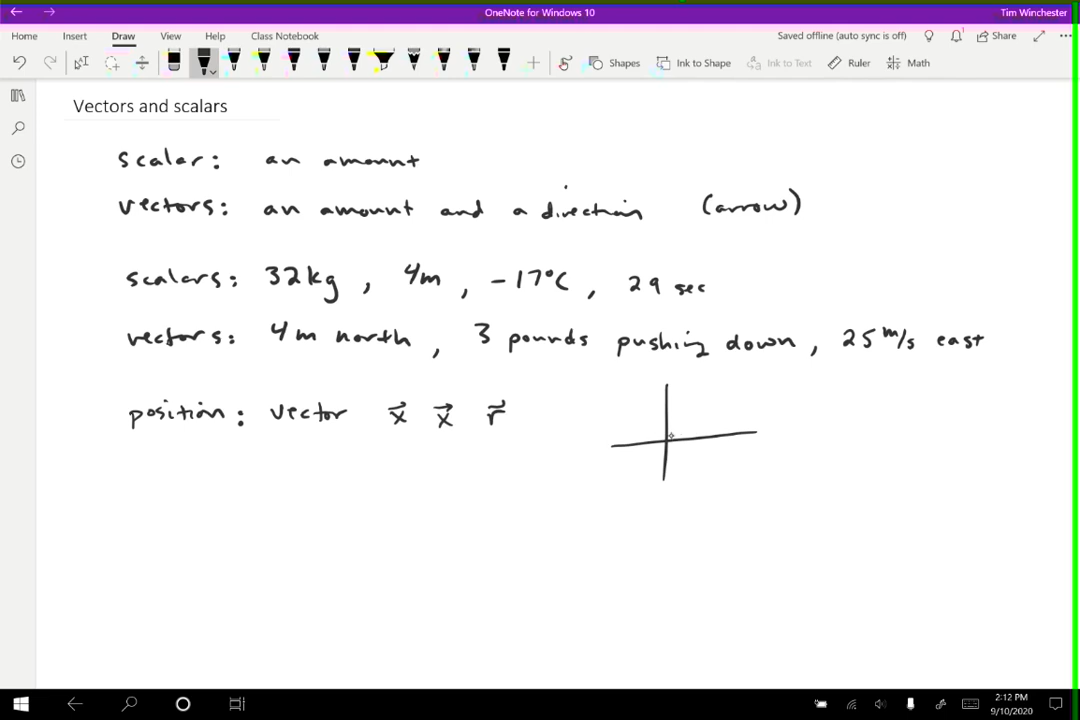 OneNote for Windows 10
Tim Winchester
Home Insert Draw View Help Class Notebook
Saved offline (auto sync is off)
Share
Shapes
Ink to Shape
Ink to Text
Ruler
Math
Vectors and scalars
scalar: an amount
vectors: an amount and a direction (arrow)
scalars: 32kg, 4m, -17°C, 29 sec
vectors: 4m north, 3 pounds pushing down, 25 m/s east
position: vector x⃗ x⃗ r⃗
2:12 PM
9/10/2020